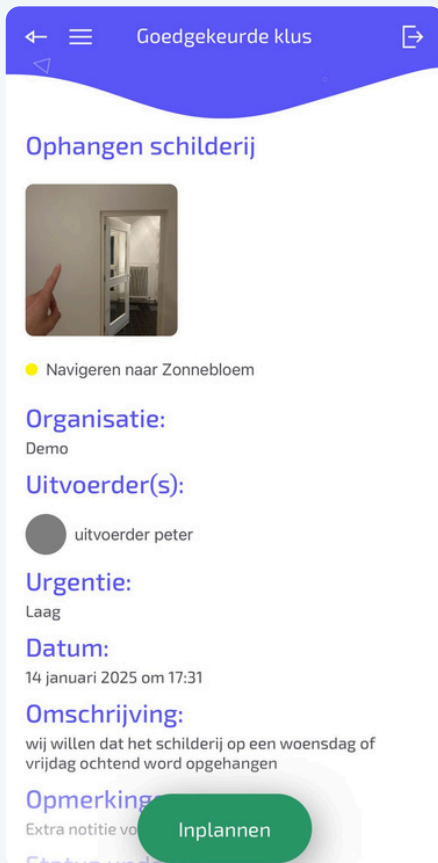 Goedgekeurde klus
Ophangen schilderij
Navigeren naar Zonnebloem
Organisatie:
Demo
Uitvoerder(s):
uitvoerder peter
Urgentie:
Laag
Datum:
14 januari 2025 om 17:31
Omschrijving:
wij willen dat het schilderij op een woensdag of
vrijdag ochtend word opgehangen
Extra notitie
Inplannen